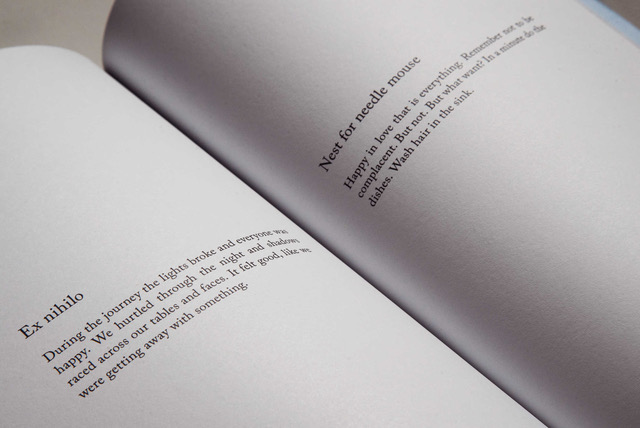 Ex nihilo
During the journey the lights broke and everyone was
happy. We hurtled through the night and shadows
raced across our tables and faces. It felt good, like we
were getting away with something.
Nest for needle mouse
Happy in love that is everything. Remember not to be
complacent. But not. But what want? In a minute do the
dishes. Wash hair in the sink.